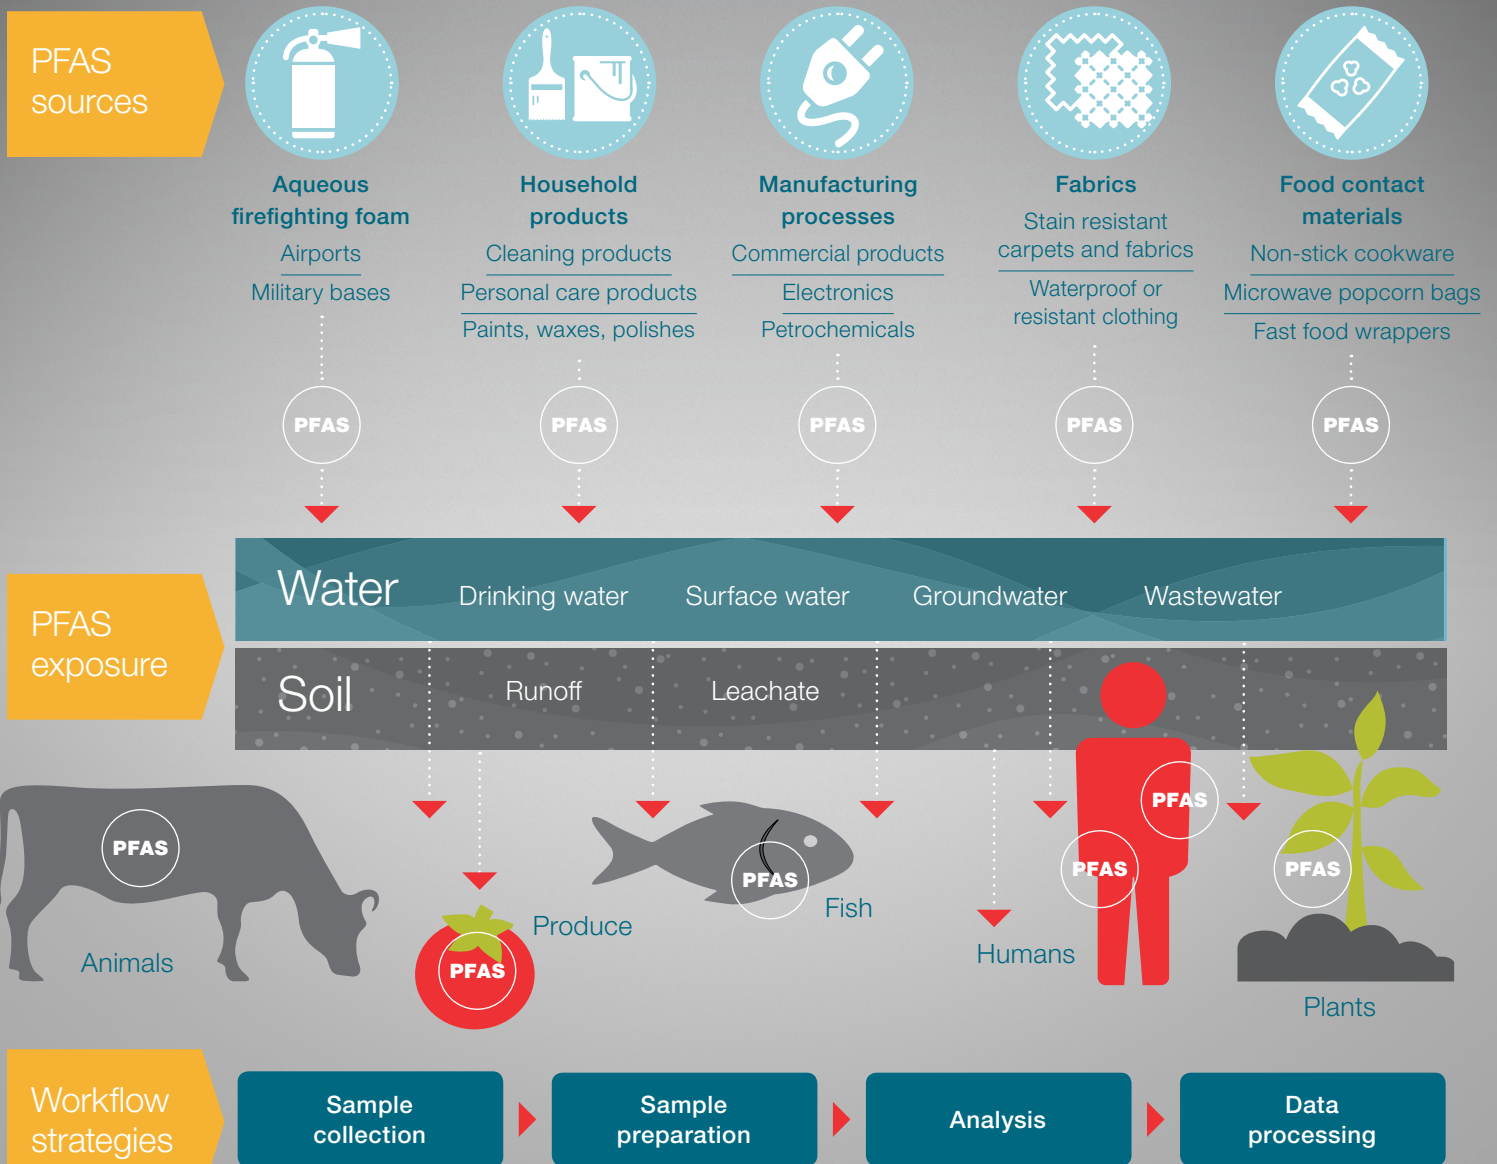 PFAS
sources
Aqueous
firefighting foam
Airports
Military bases
Household
products
Cleaning products
Personal care products
Paints, waxes, polishes
Manufacturing
processes
Commercial products
Electronics
Petrochemicals
Fabrics
Stain resistant
carpets and fabrics
Waterproof or
resistant clothing
Food contact
materials
Non-stick cookware
Microwave popcorn bags
Fast food wrappers
PFAS
PFAS
PFAS
PFAS
PFAS
PFAS
exposure
Water
Drinking water
Surface water
Groundwater
Wastewater
Soil
Runoff
Leachate
PFAS
Animals
PFAS
Produce
PFAS
Fish
Humans
PFAS
PFAS
PFAS
Plants
Workflow
strategies
Sample
collection
Sample
preparation
Analysis
Data
processing